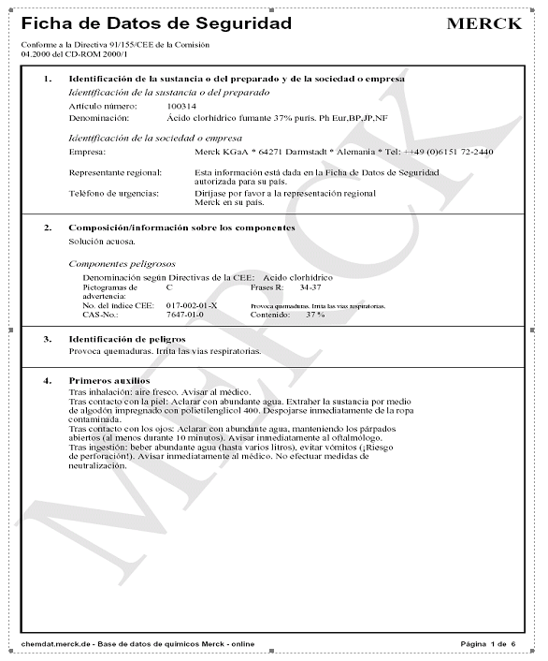 Ficha de Datos de Seguridad MERCK
Conforme a la Directiva 91/155/CEE de la Comisión
04.2000 del CD-ROM 2000/1
1. Identificación de la sustancia o del preparado y de la sociedad o empresa
Identificación de la sustancia o del preparado
Artículo número: 100314
Denominación: Ácido clorhídrico fumante 37% puris. Ph Eur,BP,JP,NF
Identificación de la sociedad o empresa
Empresa: Merck KGaA * 64271 Darmstadt * Alemania * Tel: ++49 (0)6151 72-2440
Representante regional: Esta información está dada en la Ficha de Datos de Seguridad
autorizada para su país.
Teléfono de urgencias: Diríjase por favor a la representación regional
Merck en su país.
2. Composición/información sobre los componentes
Solución acuosa.
Componentes peligrosos
Denominación según Directivas de la CEE: Acido clorhídrico
Pictogramas de C Frases R: 34-37
advertencia:
No. del índice CEE: 017-002-01-X Provoca quemaduras. Irrita las vías respiratorias.
CAS-No.: 7647-01-0 Contenido: 37 %
3. Identificación de peligros
Provoca quemaduras. Irrita las vías respiratorias.
4. Primeros auxilios
Tras inhalación: aire fresco. Avisar al médico.
Tras contacto con la piel: Aclarar con abundante agua. Extraher la sustancia por medio
de algodón impregnado con polietilenglicol 400. Despojarse inmediatamente de la ropa
contaminada.
Tras contacto con los ojos: Aclarar con abundante agua, manteniendo los párpados
abiertos (al menos durante 10 minutos). Avisar inmediatamente al oftalmólogo.
Tras ingestión: beber abundante agua (hasta varios litros), evitar vómitos (¡Riesgo
de perforación!). Avisar inmediatamente al médico. No efectuar medidas de
neutralización.
MERCK
chemdat.merck.de - Base de datos de químicos Merck - online Página 1 de 6